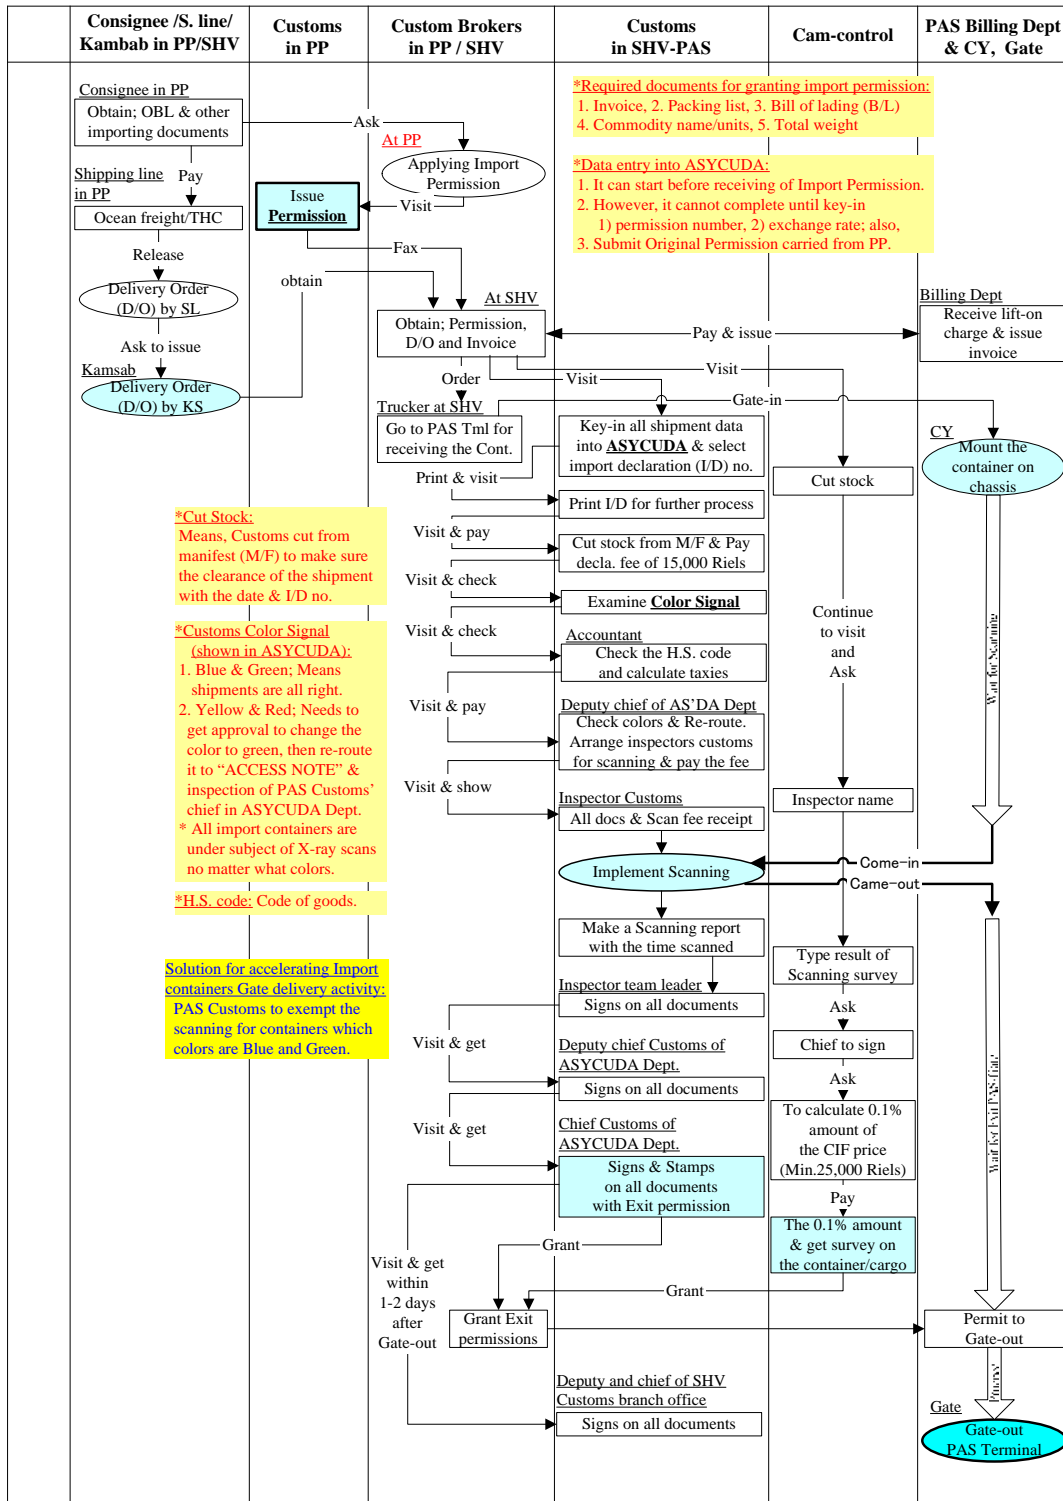 Consignee /S. line/
Kambab in PP/SHV
Customs
in PP
Custom Brokers
in PP / SHV
Customs
in SHV-PAS
Cam-control
PAS Billing Dept
& CY, Gate
Consignee in PP
Obtain; OBL & other
importing documents
Ask
At PP
Applying Import
Permission
Visit
Issue
Permission
Fax
Pay
Shipping line
in PP
Ocean freight/THC
Release
Delivery Order
(D/O) by SL
Ask to issue
Kamsab
Delivery Order
(D/O) by KS
obtain
*Required documents for granting import permission:
1. Invoice, 2. Packing list, 3. Bill of lading (B/L)
4. Commodity name/units, 5. Total weight
*Data entry into ASYCUDA:
1. It can start before receiving of Import Permission.
2. However, it cannot complete until key-in
1) permission number, 2) exchange rate; also,
3. Submit Original Permission carried from PP.
At SHV
Obtain; Permission,
D/O and Invoice
Pay & issue
Billing Dept
Receive lift-on
charge & issue
invoice
Order
Visit
Visit
Trucker at SHV
Go to PAS Tml for
receiving the Cont.
Gate-in
CY
Mount the
container on
chassis
Key-in all shipment data
into ASYCUDA & select
import declaration (I/D) no.
Print & visit
Print I/D for further process
Cut stock
Visit & pay
Cut stock from M/F & Pay
decla. fee of 15,000 Riels
Visit & check
Examine Color Signal
Visit & check
Accountant
Check the H.S. code
and calculate taxies
Continue
to visit
and
Ask
Wait for Scanning
*Cut Stock:
Means, Customs cut from
manifest (M/F) to make sure
the clearance of the shipment
with the date & I/D no.
*Customs Color Signal
(shown in ASYCUDA):
1. Blue & Green; Means
shipments are all right.
2. Yellow & Red; Needs to
get approval to change the
color to green, then re-route
it to “ACCESS NOTE” &
inspection of PAS Customs’
chief in ASYCUDA Dept.
* All import containers are
under subject of X-ray scans
no matter what colors.
*H.S. code: Code of goods.
Visit & pay
Deputy chief of AS’DA Dept
Check colors & Re-route.
Arrange inspectors customs
for scanning & pay the fee
Visit & show
Inspector Customs
All docs & Scan fee receipt
Inspector name
Implement Scanning
Come-in
Came-out
Make a Scanning report
with the time scanned
Type result of
Scanning survey
Solution for accelerating Import
containers Gate delivery activity:
PAS Customs to exempt the
scanning for containers which
colors are Blue and Green.
Inspector team leader
Signs on all documents
Ask
Visit & get
Chief to sign
Deputy chief Customs of
ASYCUDA Dept.
Signs on all documents
Ask
Visit & get
Chief Customs of
ASYCUDA Dept.
Signs & Stamps
on all documents
with Exit permission
To calculate 0.1%
amount of
the CIF price
(Min.25,000 Riels)
Pay
The 0.1% amount
& get survey on
the container/cargo
Wait for Exit PAS-Gate
Grant
Visit & get
within
1-2 days
after
Gate-out
Grant
Grant Exit
permissions
Permit to
Gate-out
Deputy and chief of SHV
Customs branch office
Signs on all documents
Gate
Gate-out
PAS Terminal